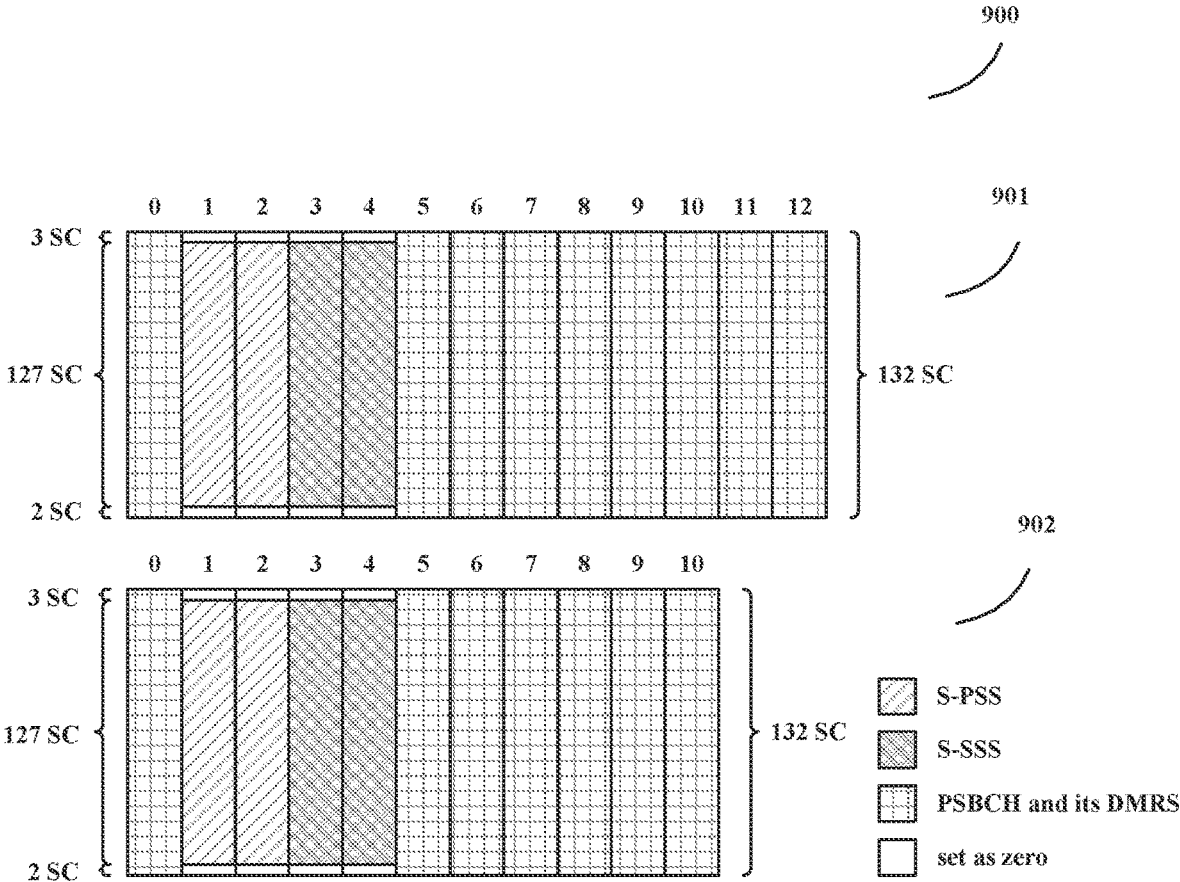 900
901
0 1 2 3 4 5 6 7 8 9 10 11 12
3 SC
127 SC
132 SC
2 SC
902
0 1 2 3 4 5 6 7 8 9 10
3 SC
127 SC
132 SC
2 SC
S-PSS
S-SSS
PSBCH and its DMRS
set as zero